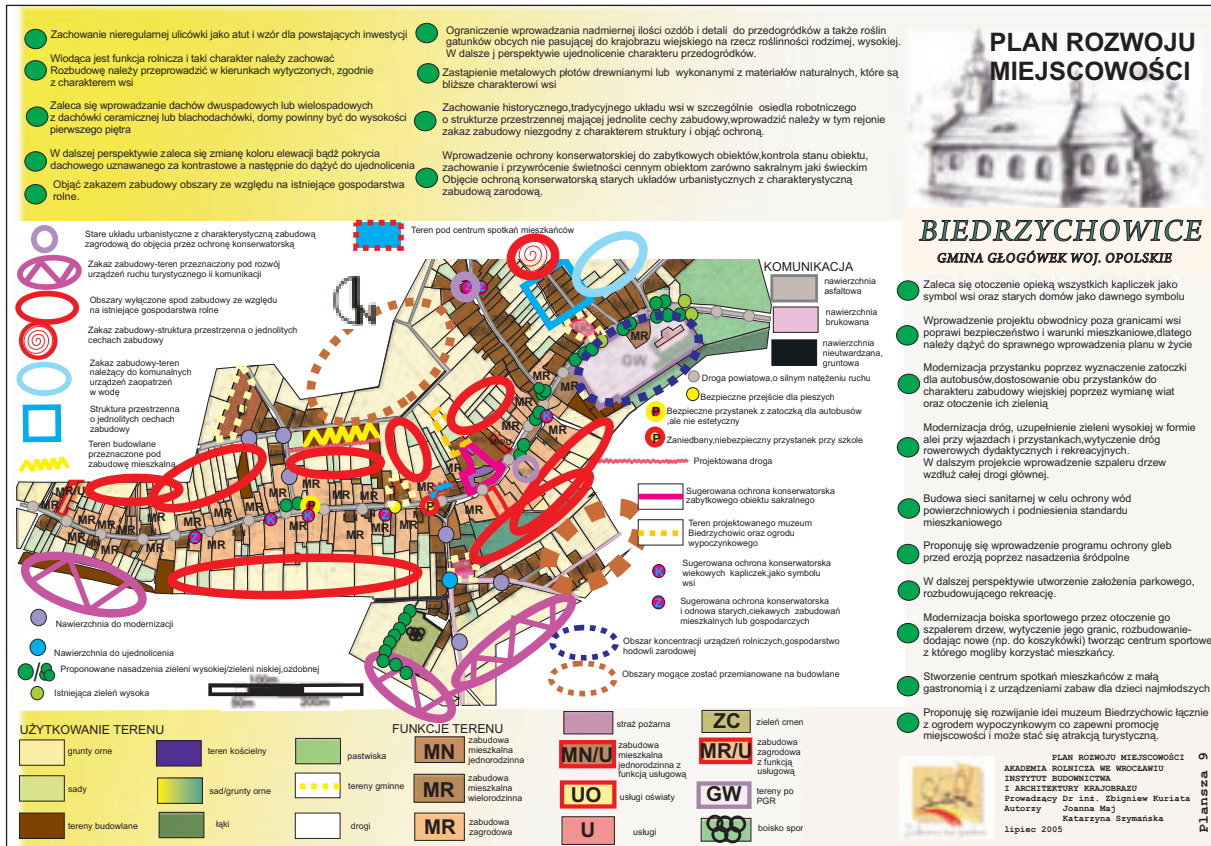 Zachowanie nieregularnej ulicówki jako atut i wzór dla powstających inwestycji
Wiodąca jest funkcja rolnicza i taki charakter należy zachować
Rozbudowę należy przeprowadzić w kierunkach wytyczonych, zgodnie
z charakterem wsi
Zaleca się wprowadzanie dachów dwuspadowych lub wielospadowych
z dachówki ceramicznej lub blachodachówki, domy powinny być do wysokości
pierwszego piętra
W dalszej perspektywie zaleca się zmianę koloru elewacji bądź pokrycia
dachowego uznawanego za kontrastowe a następnie do dążyć do ujednolicenia
Objąć zakazem zabudowy obszary ze względu na istniejące gospodarstwa
rolne.
Ograniczenie wprowadzania nadmiernej ilości ozdób i detali do przedogródków a także roślin
gatunków obcych nie pasującej do krajobrazu wiejskiego na rzecz roślinności rodzimej, wysokiej.
W dalsze j perspektywie ujednolicenie charakteru przedogródków.
Zastąpienie metalowych płotów drewnianymi lub wykonanymi z materiałów naturalnych, które są
bliższe charakterowi wsi
Zachowanie historycznego,tradycyjnego układu wsi w szczególnie osiedla robotniczego
o strukturze przestrzennej mającej jednolite cechy zabudowy,wprowadzić należy w tym rejonie
zakaz zabudowy niezgodny z charakterem struktury i objąć ochroną.
Wprowadzenie ochrony konserwatorskiej do zabytkowych obiektów,kontrola stanu obiektu,
zachowanie i przywrócenie świetności cennym obiektom zarówno sakralnym jaki świeckim
Objęcie ochroną konserwatorską starych układów urbanistycznych z charakterystyczną
zabudową zarodową.
PLAN ROZWOJU
MIEJSCOWOŚCI
BIEDRZYCHOWICE
GMINA GŁOGÓWEK WOJ. OPOLSKIE
Zaleca się otoczenie opieką wszystkich kapliczek jako
symbol wsi oraz starych domów jako dawnego symbolu
Wprowadzenie projektu obwodnicy poza granicami wsi
poprawi bezpieczeństwo i warunki mieszkaniowe,dlatego
należy dążyć do sprawnego wprowadzenia planu w życie
Modernizacja przystanku poprzez wyznaczenie zatoczki
dla autobusów,dostosowanie obu przystanków do
charakteru zabudowy wiejskiej poprzez wymianę wiat
oraz otoczenie ich zielenią
Modernizacja dróg, uzupełnienie zieleni wysokiej w formie
alei przy wjazdach i przystankach,wytyczenie dróg
rowerowych dydaktycznych i rekreacyjnych.
W dalszym projekcie wprowadzenie szpaleru drzew
wzdłuż całej drogi głównej.
Budowa sieci sanitarnej w celu ochrony wód
powierzchniowych i podniesienia standardu
mieszkaniowego
Proponuję się wprowadzenie programu ochrony gleb
przed erozją poprzez nasadzenia śródpolne
W dalszej perspektywie utworzenie założenia parkowego,
rozbudowującego rekreację.
Modernizacja boiska sportowego przez otoczenie go
szpalerem drzew, wytyczenie jego granic, rozbudowanie-
dodając nowe (np. do koszykówki) tworząc centrum sportowe
z którego mogliby korzystać mieszkańcy.
Stworzenie centrum spotkań mieszkańców z małą
gastronomią i z urządzeniami zabaw dla dzieci najmłodszych
Proponuję się rozwijanie idei muzeum Biedrzychowic łącznie
z ogrodem wypoczynkowym co zapewni promocję
miejscowości i może stać się atrakcją turystyczną.
Stare układu urbanistyczne z charakterystyczną zabudową
zagrodową do objęcia przez ochronę konserwatorską
Zakaz zabudowy-teren przeznaczony pod rozwój
urządzeń ruchu turystycznego ii komunikacji
Obszary wyłączone spod zabudowy ze względu
na istniejące gospodarstwa rolne
Zakaz zabudowy-struktura przestrzenna o jednolitych
cechach zabudowy
Zakaz zabudowy-teren
należący do komunalnych
urządzeń zaopatrzeń
w wodę
Struktura przestrzenna
o jednolitych cechach
zabudowy
Teren budowlane
przeznaczone pod
zabudowę mieszkalną
Teren pod centrum spotkań mieszkańców
KOMUNIKACJA
nawierzchnia
asfaltowa
nawierzchnia
brukowana
nawierzchnia
nieutwardzana,
gruntowa
Droga powiatowa,o silnym natężeniu ruchu
Bezpieczne przejście dla pieszych
P
Bezpieczne przystanek z zatoczką dla autobusów
,ale nie estetyczny
P
Zaniedbany,niebezpieczny przystanek przy szkole
Projektowana droga
Sugerowana ochrona konserwatorska
zabytkowego obiektu sakralnego
Teren projektowanego muzeum
Biedrzychowic oraz ogrodu
wypoczynkowego
K
Sugerowana ochrona konserwatorska
wiekowych kapliczek,jako symbolu
wsi
Z
Sugerowana ochrona konserwatorska
i odnowa starych,ciekawych zabudowań
mieszkalnych lub gospodarczych
Obszar koncentracji urządzeń rolniczych,gospodarstwo
hodowli zarodowej
Obszary mogące zostać przemianowane na budowlane
GW
MR
MR/U
MN/U
Nawierzchnia do modernizacji
Nawierzchnia do ujednolicenia
Proponowane nasadzenia zieleni wysokiej/zieleni niskiej,ozdobnej
Istniejąca zieleń wysoka
100m
50m
200m
UŻYTKOWANIE TERENU
grunty orne
sady
tereny budowlane
teren kościelny
sad/grunty orne
łąki
pastwiska
tereny gminne
drogi
FUNKCJE TERENU
MN
zabudowa
mieszkalna
jednorodzinna
MR
zabudowa
mieszkalna
wielorodzinna
MR
zabudowa
zagrodowa
straż pożarna
MN/U
zabudowa
mieszkalna
jednorodzinna z
funkcją usługową
UO
usługi oświaty
U
usługi
ZC
zieleń cmen
MR/U
zabudowa
zagrodowa
z funkcją
usługową
GW
tereny po
PGR
boisko spor
PLAN ROZWOJU MIEJSCOWOŚCI
AKADEMIA ROLNICZA WE WROCŁAWIU
INSTYTUT BUDOWNICTWA
I ARCHITEKTURY KRAJOBRAZU
Prowadzący Dr inż. Zbigniew Kuriata
Autorzy Joanna Maj
Katarzyna Szymańska
lipiec 2005
Plansza 9